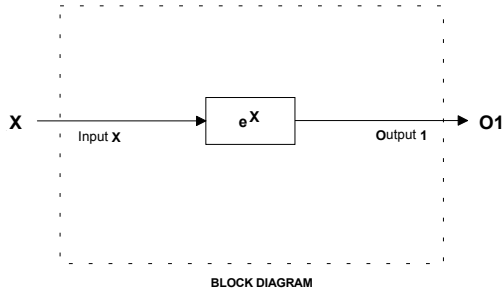 e^X
X
O1
Input X
Output 1
BLOCK DIAGRAM